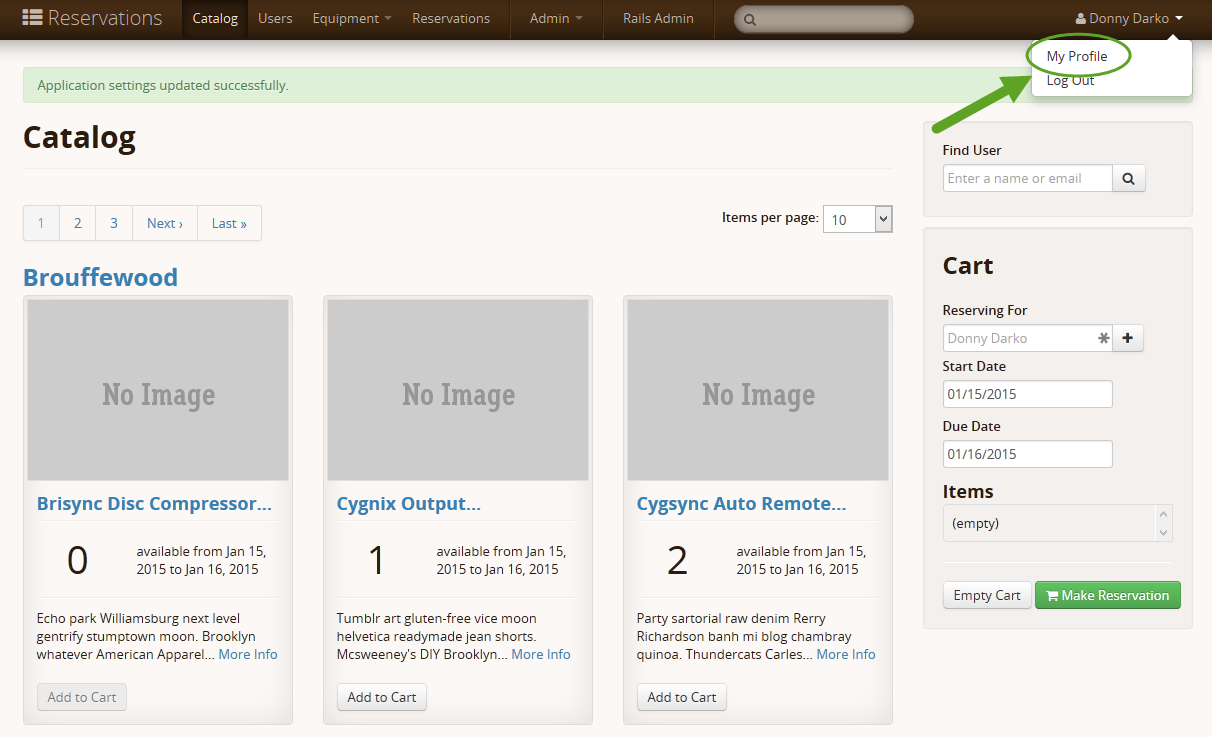 Reservations Catalog Users Equipment Reservations Admin Rails Admin Donny Darko
My Profile
Log Out
Application settings updated successfully.
Catalog
1 2 3 Next › Last »
Items per page: 10
Brouffewood
No Image
Brisync Disc Compressor...
0
available from Jan 15,
2015 to Jan 16, 2015
Echo park Williamsburg next level
gentrify stumptown moon. Brooklyn
whatever American Apparel... More Info
Add to Cart
No Image
Cygnix Output...
1
available from Jan 15,
2015 to Jan 16, 2015
Tumblr art gluten-free vice moon
helvetica readymade jean shorts.
Mcsweeney's DIY Brooklyn... More Info
Add to Cart
No Image
Cygsync Auto Remote...
2
available from Jan 15,
2015 to Jan 16, 2015
Party sartorial raw denim Rerry
Richardson banh mi blog chambray
quinoa. Thundercats Carles... More Info
Add to Cart
Find User
Enter a name or email
Cart
Reserving For
Donny Darko
Start Date
01/15/2015
Due Date
01/16/2015
Items
(empty)
Empty Cart Make Reservation